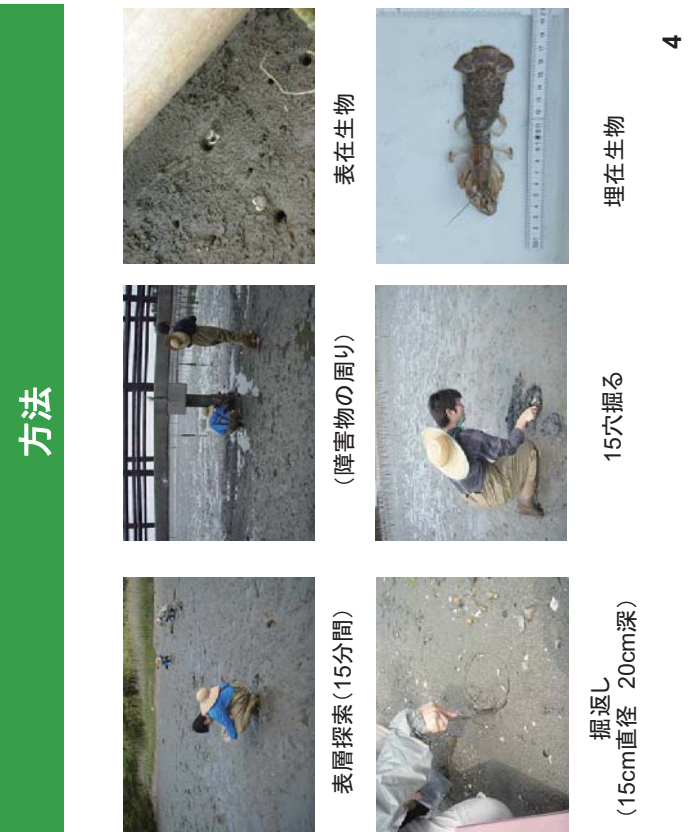 方法
表層探索(15分間)
(障害物の周り)
表在生物
掘返し
(15cm直径 20cm深)
15穴掘る
埋在生物
4